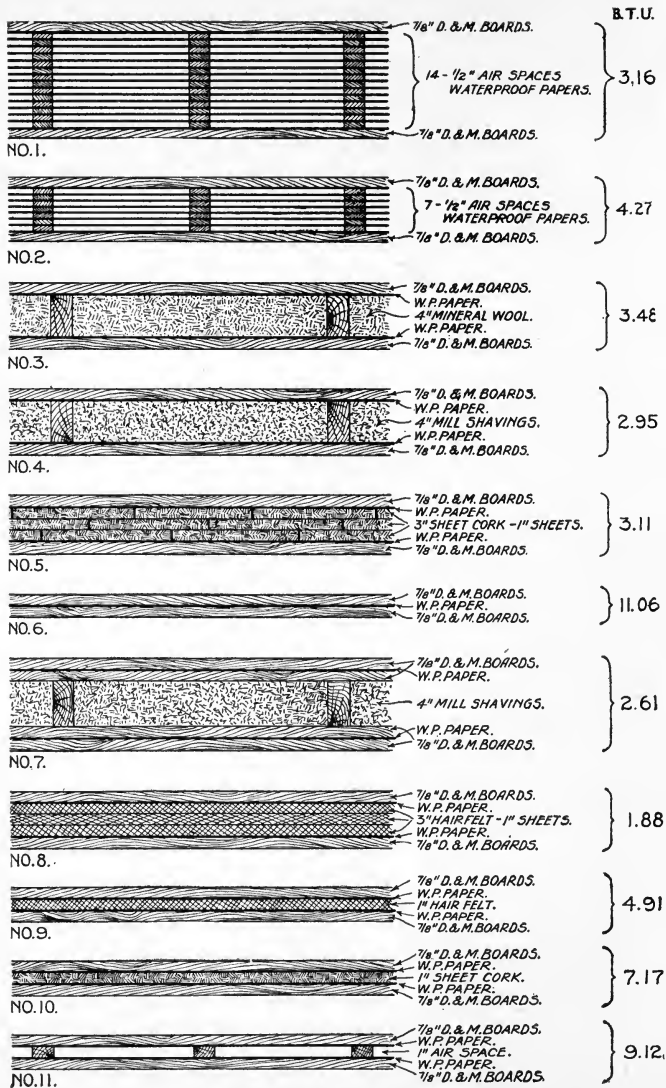 B.T.U.
7/8" D. & M. BOARDS.
14 - 1/2" AIR SPACES
WATERPROOF PAPERS.
3,16
7/8" D. & M. BOARDS.
NO.1.
7/8" D. & M. BOARDS.
7 - 1/2" AIR SPACES
WATERPROOF PAPERS.
4.27
7/8" D. & M. BOARDS.
NO.2.
7/8" D. & M. BOARDS.
W.P. PAPER.
4" MINERAL WOOL.
3.48
W.P. PAPER.
7/8" D. & M. BOARDS.
NO.3.
7/8" D. & M. BOARDS.
W.P. PAPER.
4" MILL SHAVINGS.
2.95
W.P. PAPER.
7/8" D. & M. BOARDS.
NO.4.
7/8" D. & M. BOARDS.
W.P. PAPER.
3" SHEET CORK - 1" SHEETS.
3.11
W.P. PAPER.
7/8" D. & M. BOARDS.
NO.5.
7/8" D. & M. BOARDS.
W.P. PAPER.
11.06
7/8" D. & M. BOARDS.
NO.6.
7/8" D. & M. BOARDS.
W.P. PAPER.
4" MILL SHAVINGS.
2.61
W.P. PAPER.
7/8" D. & M. BOARDS.
NO.7.
7/8" D. & M. BOARDS.
W.P. PAPER.
3" HAIRFELT - 1" SHEETS.
1.88
W.P. PAPER.
7/8" D. & M. BOARDS.
NO.8.
7/8" D. & M. BOARDS.
W.P. PAPER.
1" HAIR FELT.
4.91
W.P. PAPER.
7/8" D. & M. BOARDS.
NO.9.
7/8" D. & M. BOARDS.
W.P. PAPER.
1" SHEET CORK.
7.17
W.P. PAPER.
7/8" D. & M. BOARDS.
NO.10.
7/8" D. & M. BOARDS.
W.P. PAPER.
1" AIR SPACE.
9.12.
W.P. PAPER.
7/8" D. & M. BOARDS.
NO.11.